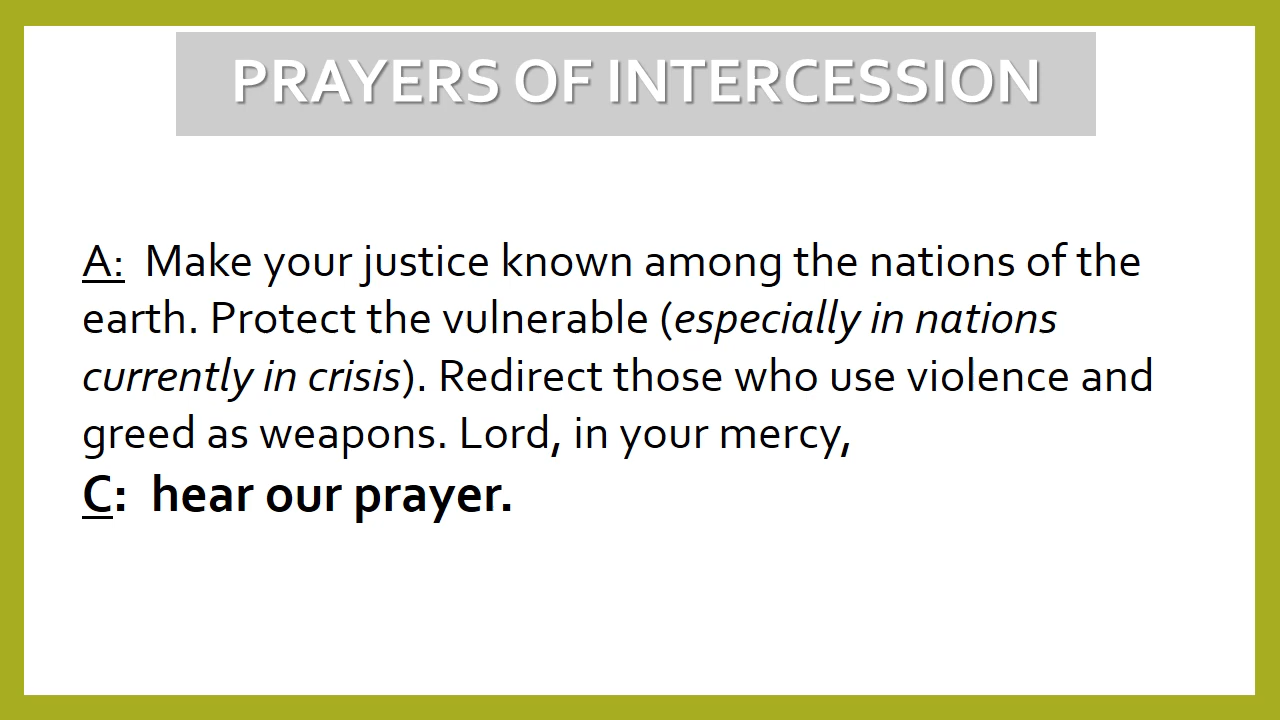 PRAYERS OF INTERCESSION
A:  Make your justice known among the nations of the
earth. Protect the vulnerable (especially in nations
currently in crisis). Redirect those who use violence and
greed as weapons. Lord, in your mercy,
C:  hear our prayer.